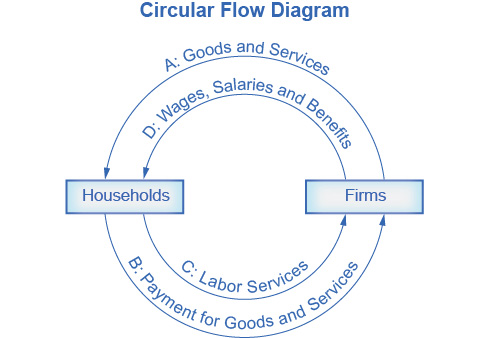 Circular Flow Diagram
A: Goods and Services
D: Wages, Salaries and Benefits
Households
Firms
C: Labor Services
B: Payment for Goods and Services